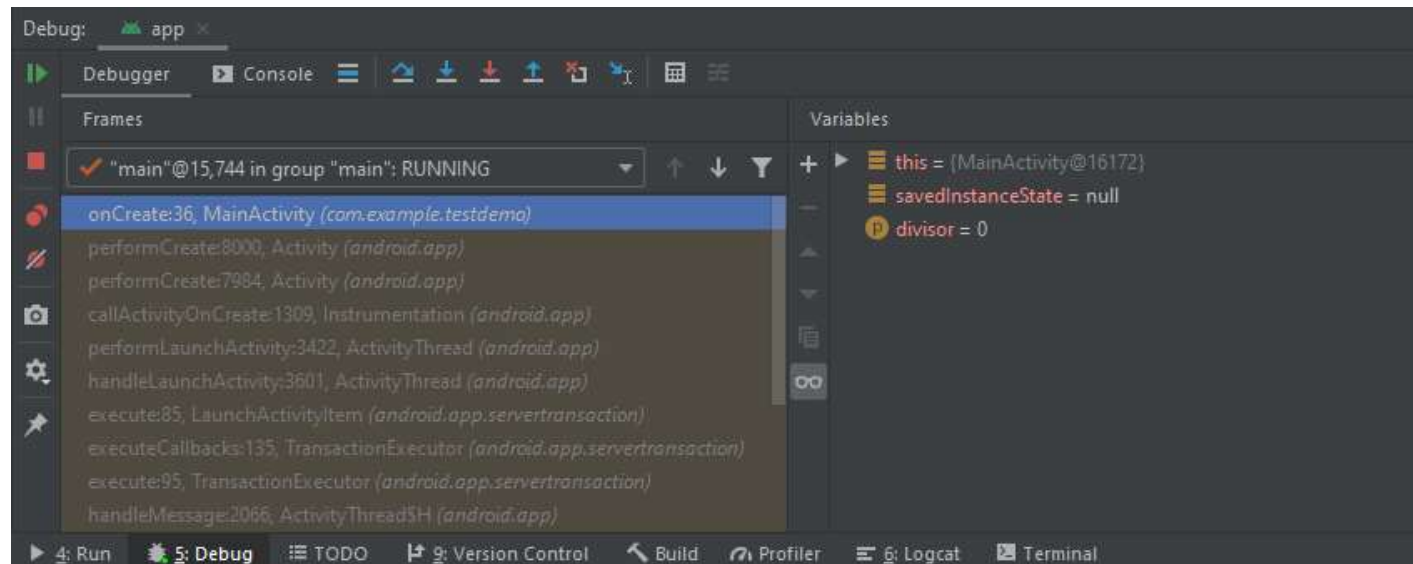 Debug: app
Debugger Console
Frames
Variables
"main"@15,744 in group "main": RUNNING
onCreate:36, MainActivity (com.example.testdemo)
performCreate:8000, Activity (android.app)
performCreate:7984, Activity (android.app)
callActivityOnCreate:1309, Instrumentation (android.app)
performLaunchActivity:3422, ActivityThread (android.app)
handleLaunchActivity:3601, ActivityThread (android.app)
execute:85, LaunchActivityItem (android.app.servertransaction)
executeCallbacks:135, TransactionExecutor (android.app.servertransaction)
execute:95, TransactionExecutor (android.app.servertransaction)
handleMessage:2066, ActivityThread$H (android.app)
this = {MainActivity@16172}
savedInstanceState = null
p divisor = 0
4: Run 5: Debug TODO 9: Version Control Build Profiler 6: Logcat Terminal